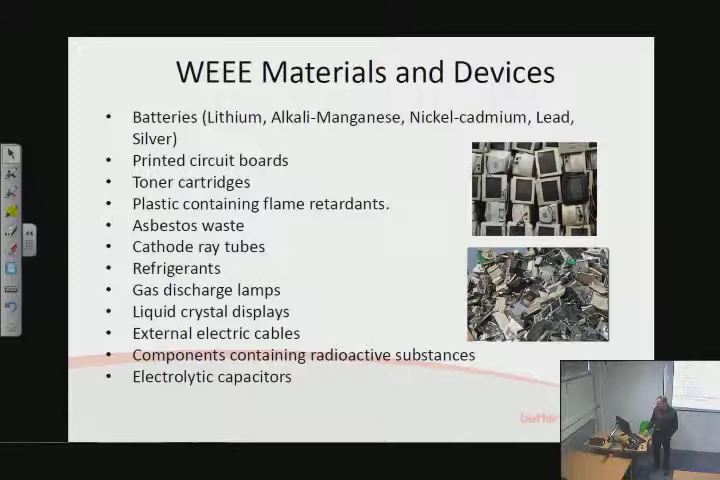 WEEE Materials and Devices
• Batteries (Lithium, Alkali-Manganese, Nickel-cadmium, Lead,
Silver)
• Printed circuit boards
• Toner cartridges
• Plastic containing flame retardants.
• Asbestos waste
• Cathode ray tubes
• Refrigerants
• Gas discharge lamps
• Liquid crystal displays
• External electric cables
• Components containing radioactive substances
• Electrolytic capacitors
better